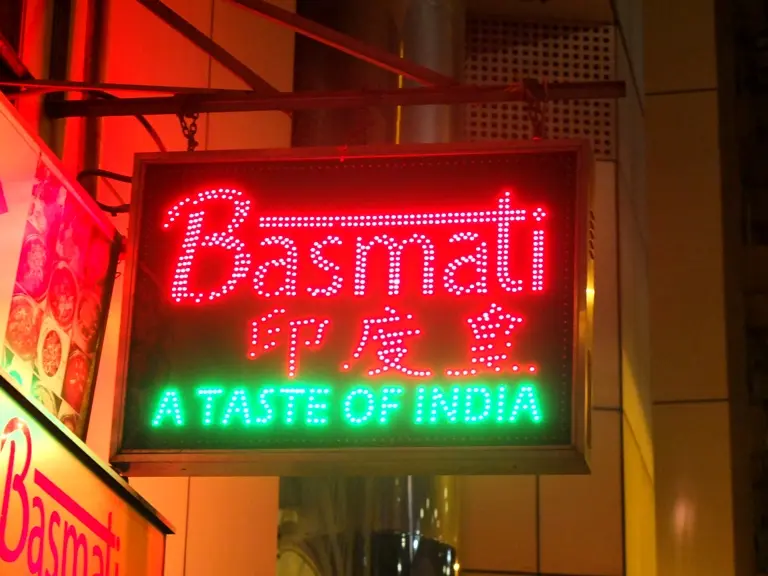 Basmati
印度皇
A TASTE OF INDIA
Basmati